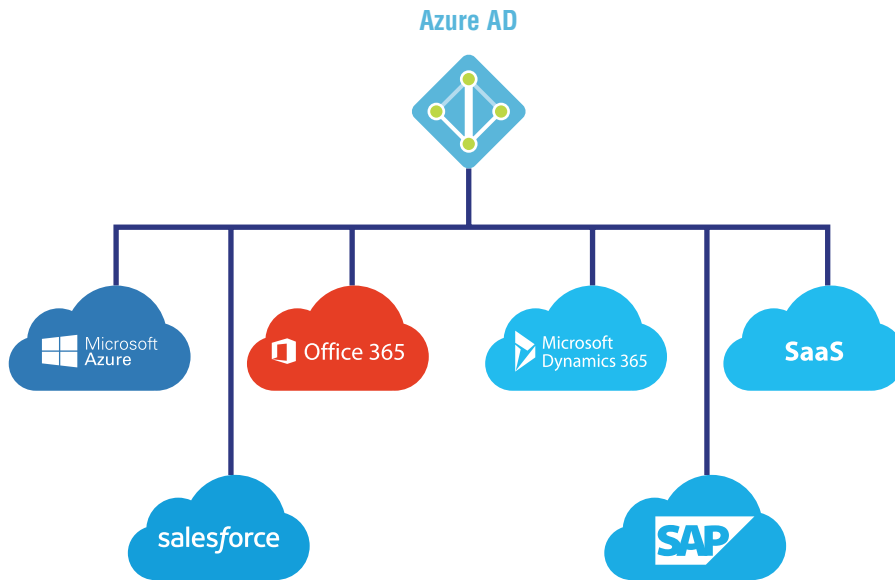 Azure AD
Microsoft
Azure
Office 365
Microsoft
Dynamics 365
SaaS
salesforce
SAP